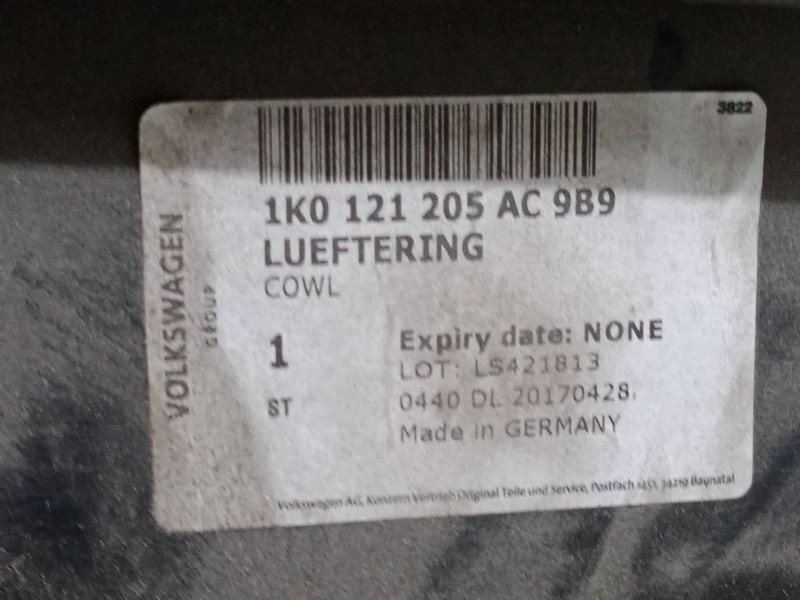 3822
1K0 121 205 AC 9B9
LUEFTERING
COWL
VOLKSWAGEN
GROUP
1
ST
Expiry date: NONE
LOT: LS421813
0440 DL 20170428
Made in GERMANY
Volkswagen AG, Konzern Vertrieb Original Teile und Service, Postfach 1451, 34219 Baunatal